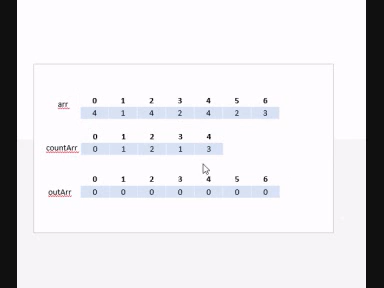 0 1 2 3 4 5 6
arr 4 1 4 2 4 2 3
0 1 2 3 4
countArr 0 1 2 1 3
0 1 2 3 4 5 6
outArr 0 0 0 0 0 0 0